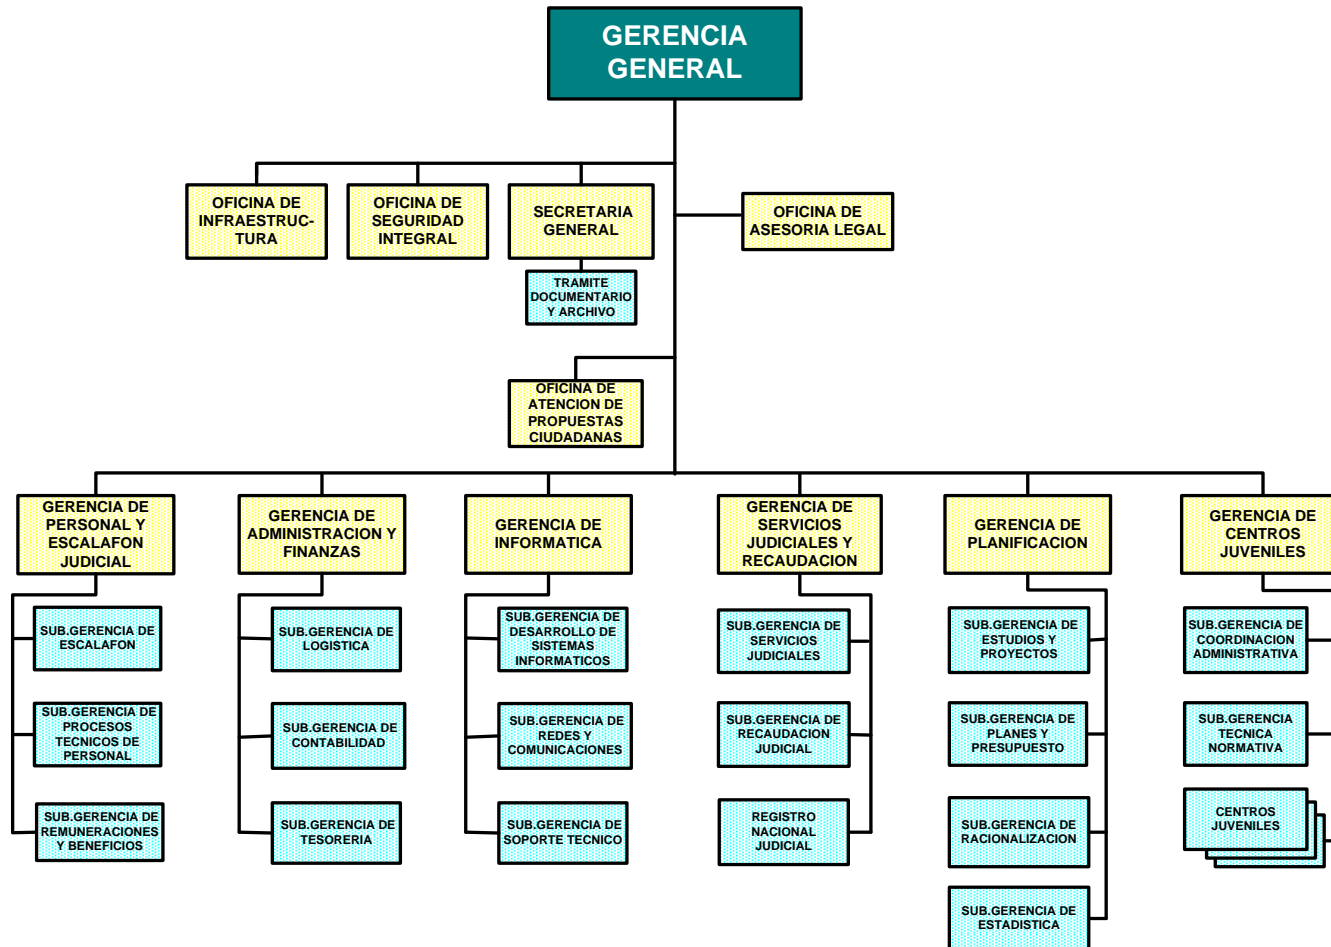 GERENCIA
GENERAL
OFICINA DE
INFRAESTRUC-
TURA
OFICINA DE
SEGURIDAD
INTEGRAL
SECRETARIA
GENERAL
OFICINA DE
ASESORIA LEGAL
TRAMITE
DOCUMENTARIO
Y ARCHIVO
OFICINA DE
ATENCION DE
PROPUESTAS
CIUDADANAS
GERENCIA DE
PERSONAL Y
ESCALAFON
JUDICIAL
GERENCIA DE
ADMINISTRACION Y
FINANZAS
GERENCIA DE
INFORMATICA
GERENCIA DE
SERVICIOS
JUDICIALES Y
RECAUDACION
GERENCIA DE
PLANIFICACION
GERENCIA DE
CENTROS
JUVENILES
SUB.GERENCIA DE
ESCALAFON
SUB.GERENCIA DE
LOGISTICA
SUB.GERENCIA DE
DESARROLLO DE
SISTEMAS
INFORMATICOS
SUB.GERENCIA DE
SERVICIOS
JUDICIALES
SUB.GERENCIA DE
ESTUDIOS Y
PROYECTOS
SUB.GERENCIA DE
COORDINACION
ADMINISTRATIVA
SUB.GERENCIA DE
PROCESOS
TECNICOS DE
PERSONAL
SUB.GERENCIA DE
CONTABILIDAD
SUB.GERENCIA DE
REDES Y
COMUNICACIONES
SUB.GERENCIA DE
RECAUDACION
JUDICIAL
SUB.GERENCIA DE
PLANES Y
PRESUPUESTO
SUB.GERENCIA
TECNICA
NORMATIVA
SUB.GERENCIA DE
REMUNERACIONES
Y BENEFICIOS
SUB.GERENCIA DE
TESORERIA
SUB.GERENCIA DE
SOPORTE TECNICO
REGISTRO
NACIONAL
JUDICIAL
SUB.GERENCIA DE
RACIONALIZACION
CENTROS
JUVENILES
SUB.GERENCIA DE
ESTADISTICA